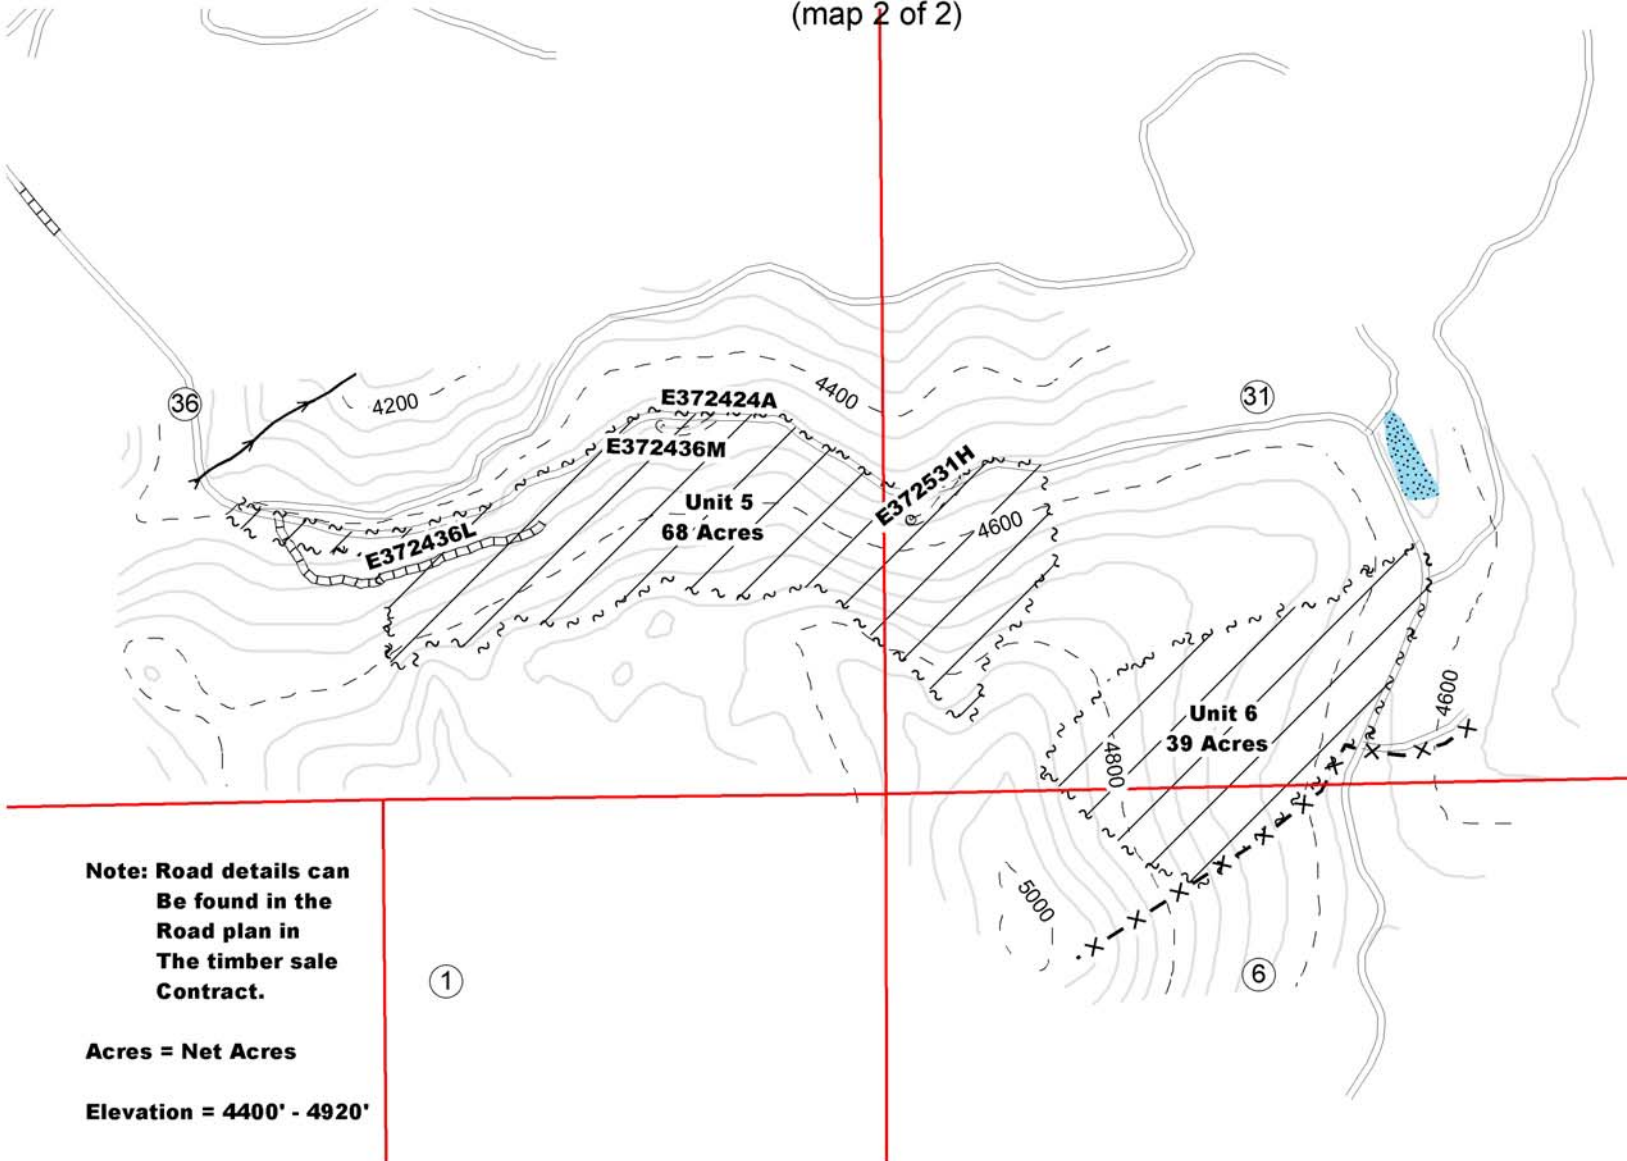 (map 2 of 2)
36
4200
E372424A
4400
31
E372436M
E372531H
Unit 5
68 Acres
4600
E372436L
Unit 6
39 Acres
4600
4800
5000
Note: Road details can
Be found in the
Road plan in
The timber sale
Contract.
1
6
Acres = Net Acres
Elevation = 4400' - 4920'